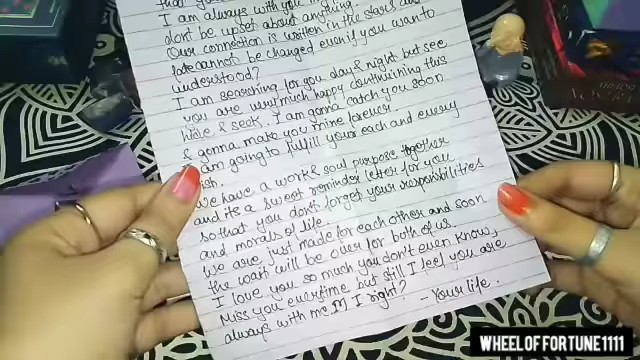 I am always with you
dont be upset about anything.
Our connection is written in the stars and
fate cannot be changed even if you want to
understood?
I am searching for you day & night but see
you are very much happy continuining this
hide & seek. I am gonna catch you soon
& gonna make you mine forever.
I am going to fulfill your each and every
wish.
We have a work & soul purpose together
and its a sweet reminder letter for you
so that you dont forget your responsibilities
and morals of life.
We are just made for each other and soon
the wait will be over for both of us.
I love you so much you don't even know,
Miss you everytime but still I feel you are
always with me I right?
- Your life.
WHEEL OF FORTUNE1111